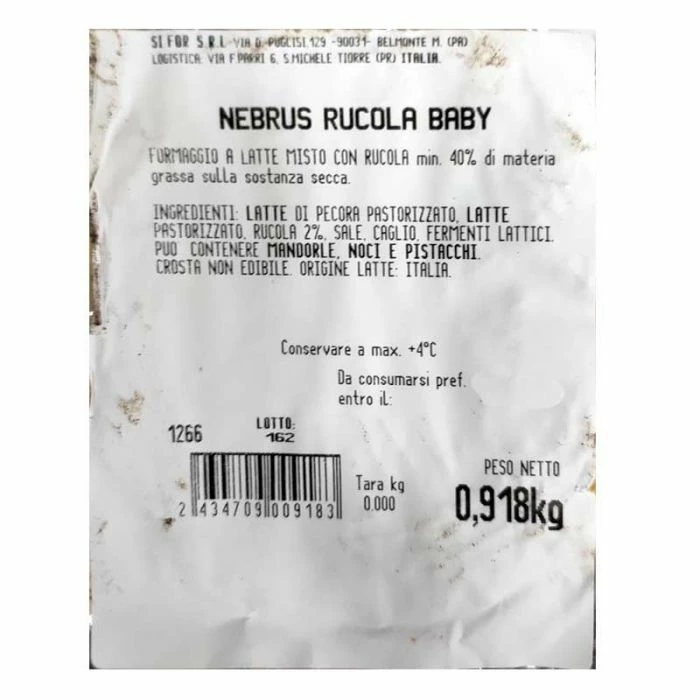 SI FOR S.R.L VIA D. PUGLISI 129 -90031- BELMONTE M. (PA)
LOGISTICA: VIA F.PARRI 6, S.MICHELE TIORRE (PR) ITALIA.
NEBRUS RUCOLA BABY
FORMAGGIO A LATTE MISTO CON RUCOLA min. 40% di materia
grassa sulla sostanza secca.
INGREDIENTI: LATTE DI PECORA PASTORIZZATO, LATTE
PASTORIZZATO, RUCOLA 2%, SALE, CAGLIO, FERMENTI LATTICI.
PUO' CONTENERE MANDORLE, NOCI E PISTACCHI.
CROSTA NON EDIBILE. ORIGINE LATTE: ITALIA.
Conservare a max. +4°C
Da consumarsi pref.
entro il:
1266
LOTTO:
162
2 434709 009183
Tara kg
0.000
PESO NETTO
0,918kg